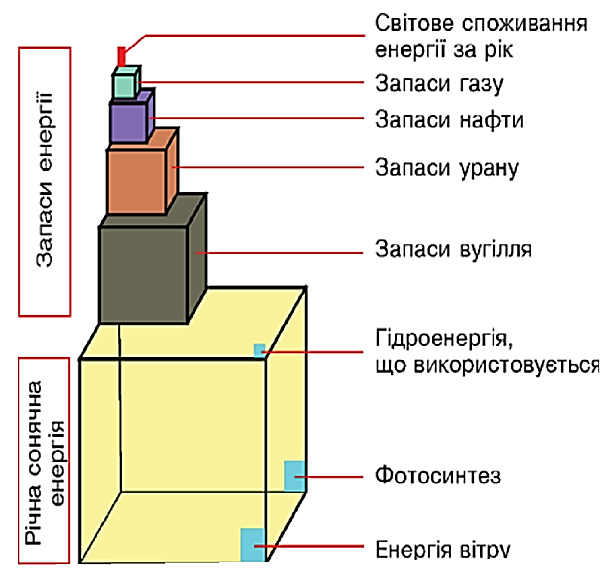 Світове споживання
енергії за рік
Запаси газу
Запаси нафти
Запаси урану
Запаси вугілля
Гідроенергія,
що використовується
Фотосинтез
Енергія вітру
Запаси енергії
Річна сонячна
енергія